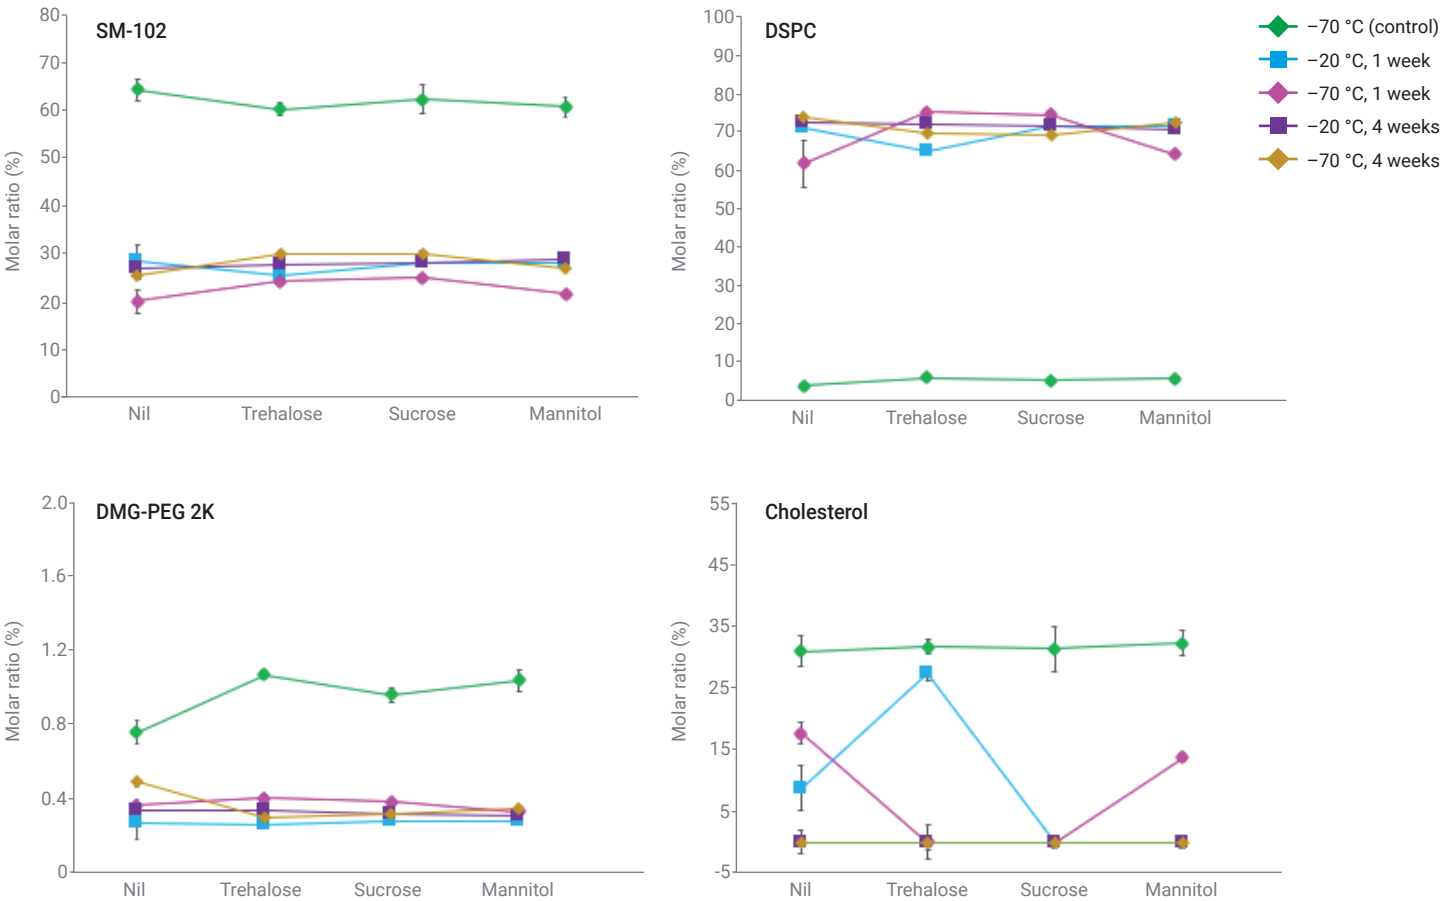 SM-102
80
70
60
50
40
30
20
10
0
Molar ratio (%)
Nil Trehalose Sucrose Mannitol
DSPC
100
90
80
70
60
50
40
30
20
10
0
Molar ratio (%)
Nil Trehalose Sucrose Mannitol
−70 °C (control)
−20 °C, 1 week
−70 °C, 1 week
−20 °C, 4 weeks
−70 °C, 4 weeks
DMG-PEG 2K
2.0
1.6
1.2
0.8
0.4
0
Molar ratio (%)
Nil Trehalose Sucrose Mannitol
Cholesterol
55
45
35
25
15
5
-5
Molar ratio (%)
Nil Trehalose Sucrose Mannitol